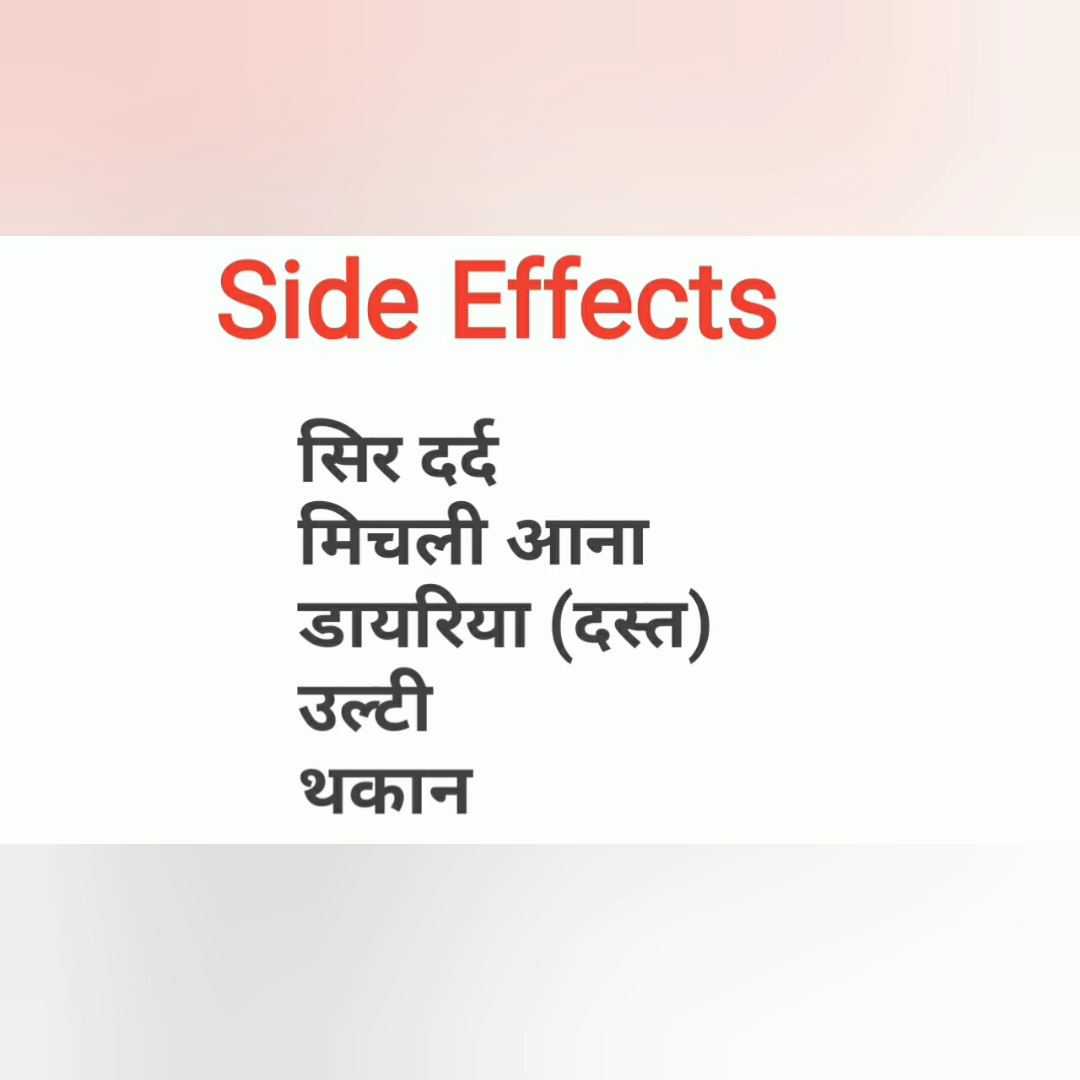 Side Effects
सिर दर्द
मिचली आना
डायरिया (दस्त)
उल्टी
थकान